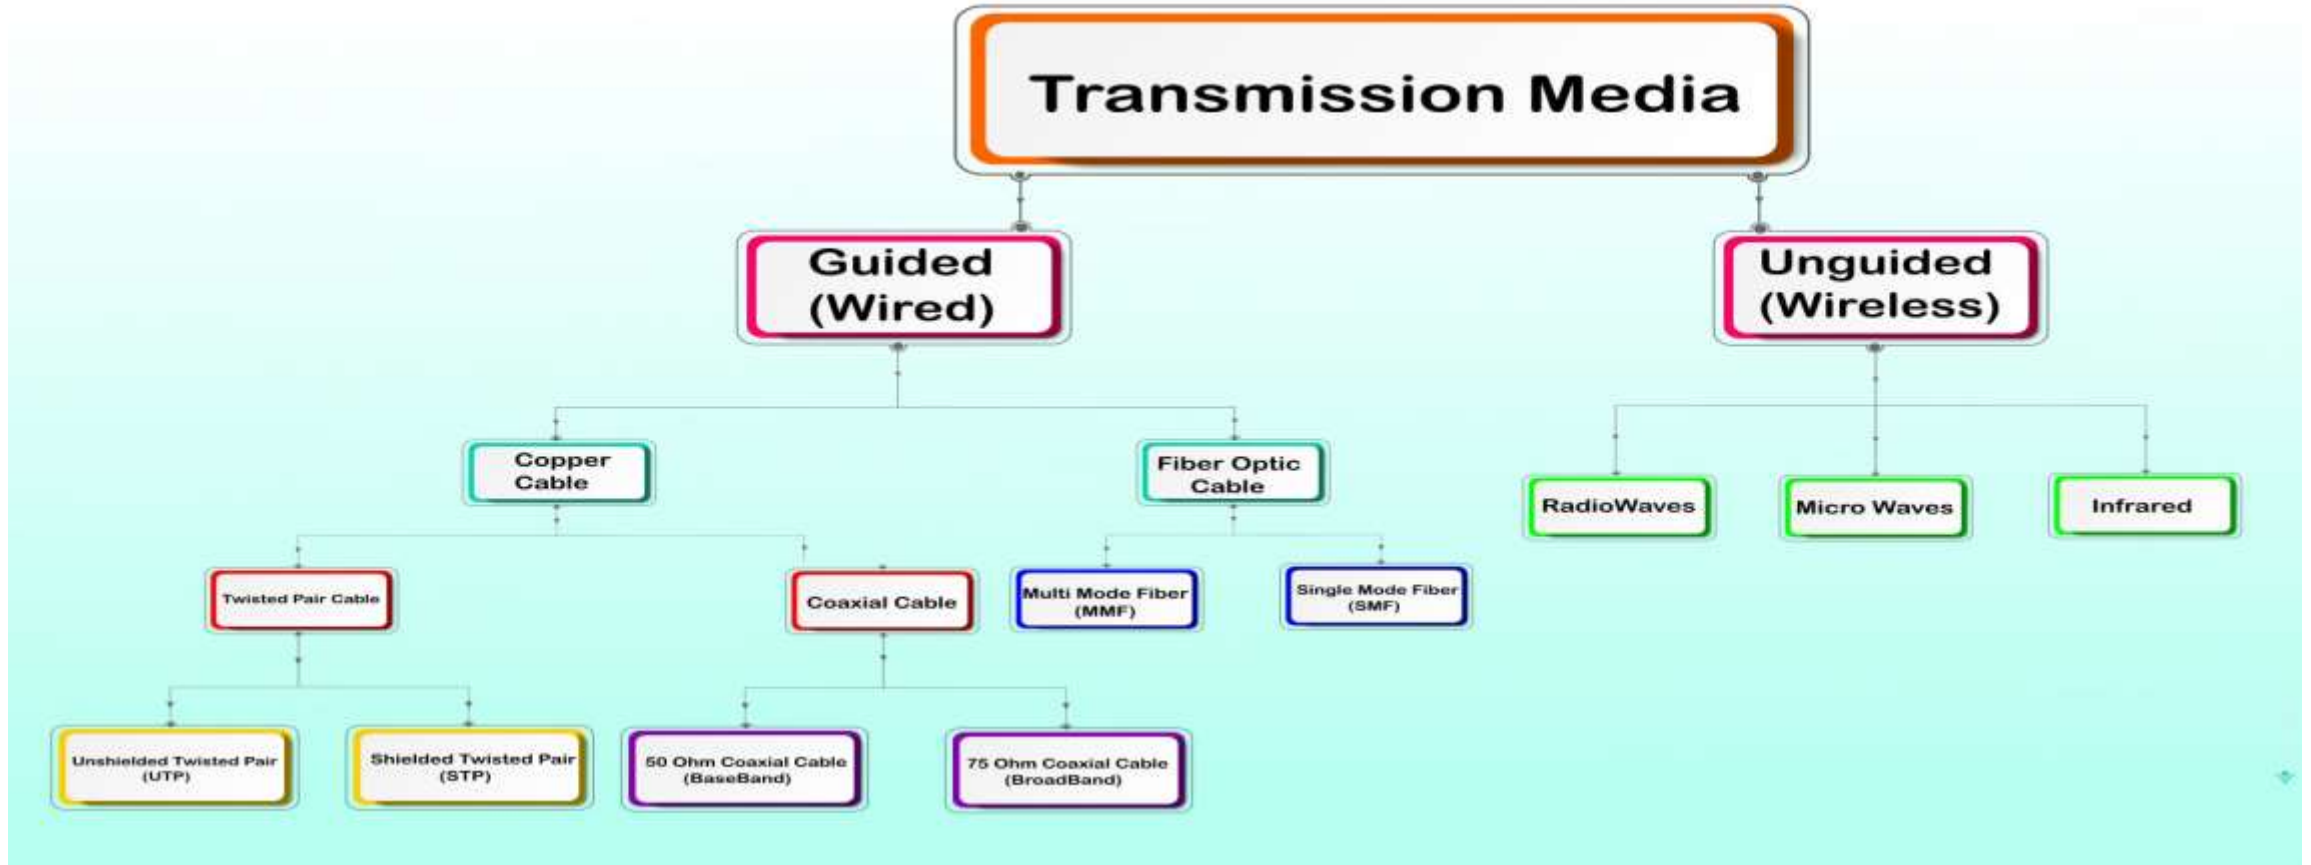 Transmission Media
Guided
(Wired)
Unguided
(Wireless)
Copper
Cable
Fiber Optic
Cable
RadioWaves
Micro Waves
Infrared
Twisted Pair Cable
Coaxial Cable
Multi Mode Fiber
(MMF)
Single Mode Fiber
(SMF)
Unshielded Twisted Pair
(UTP)
Shielded Twisted Pair
(STP)
50 Ohm Coaxial Cable
(BaseBand)
75 Ohm Coaxial Cable
(BroadBand)